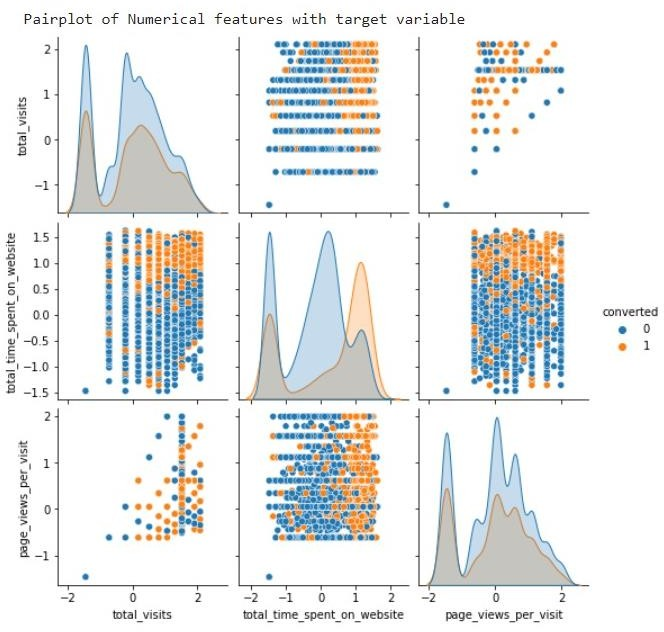 Pairplot of Numerical features with target variable
2
1
0
−1
total_visits
1.5
1.0
0.5
0.0
−0.5
−1.0
−1.5
total_time_spent_on_website
converted
0
1
2
1
0
−1
page_views_per_visit
−2 0 2
−2 −1 0 1 2
−2 0 2
total_visits
total_time_spent_on_website
page_views_per_visit